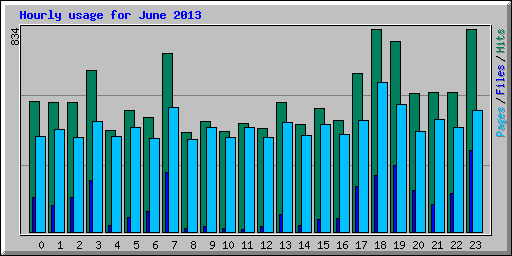 Hourly usage for June 2013
834
Pages/Files/Hits
0 1 2 3 4 5 6 7 8 9 10 11 12 13 14 15 16 17 18 19 20 21 22 23